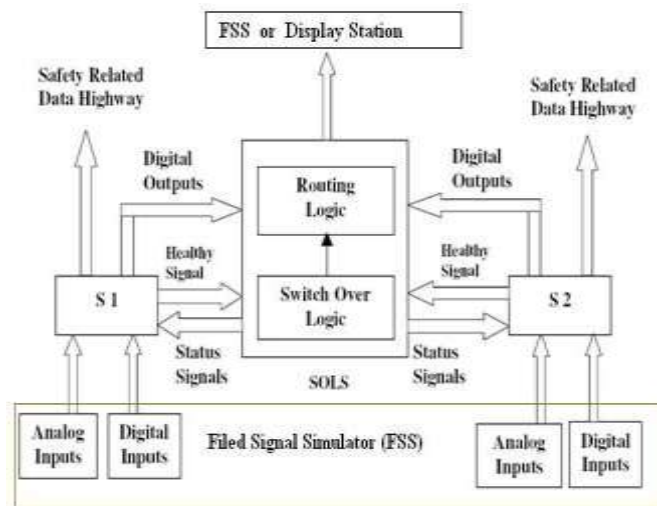 FSS or Display Station
Safety Related
Data Highway
Safety Related
Data Highway
Digital
Outputs
Routing
Logic
Digital
Outputs
Healthy
Signal
Healthy
Signal
S 1
Switch Over
Logic
S 2
Status
Signals
SOLS
Status
Signals
Analog
Inputs
Digital
Inputs
Filed Signal Simulator (FSS)
Analog
Inputs
Digital
Inputs